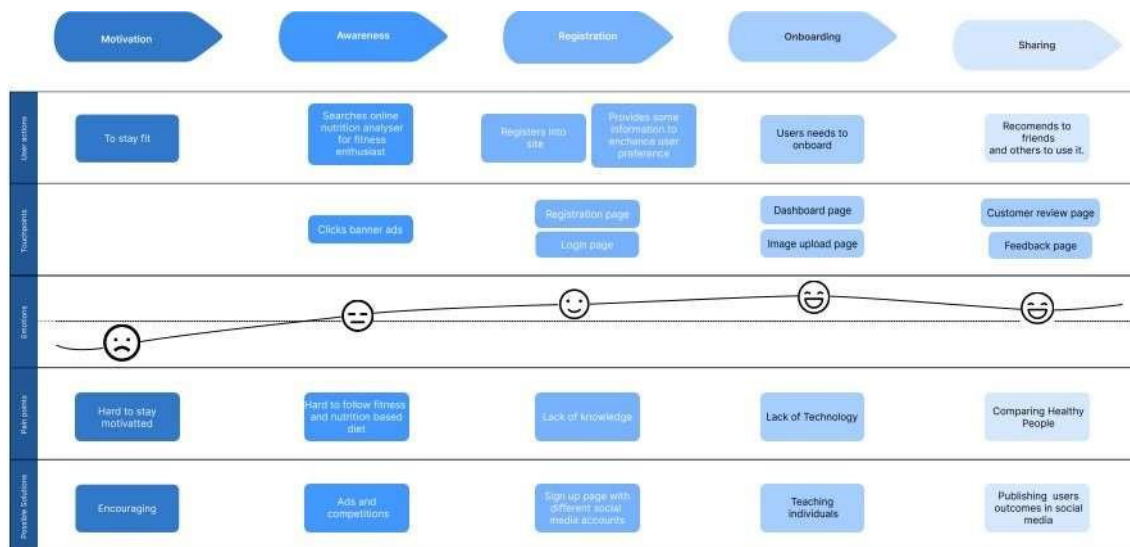 Motivation
Awareness
Registration
Onboarding
Sharing
User actions
To stay fit
Searches online
nutrition analyser
for fitness
enthusiast
Registers into
site
Provides some
information to
enchance user
preference
Users needs to
onboard
Recomends to
friends
and others to use it.
Touchpoints
Clicks banner ads
Registration page
Login page
Dashboard page
Image upload page
Customer review page
Feedback page
Emotions
Pain points
Hard to stay
motivatted
Hard to follow fitness
and nutrition based
diet
Lack of knowledge
Lack of Technology
Comparing Healthy
People
Possible Solutions
Encouraging
Ads and
competitions
Sign up page with
different social
media accounts
Teaching
individuals
Publishing users
outcomes in social
media